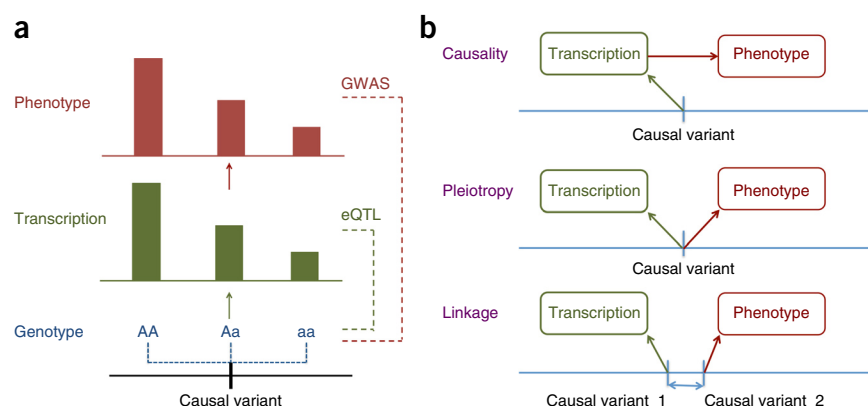 a
Phenotype
GWAS
Transcription
eQTL
Genotype
AA
Aa
aa
Causal variant
b
Causality
Transcription
Phenotype
Causal variant
Pleiotropy
Transcription
Phenotype
Causal variant
Linkage
Transcription
Phenotype
Causal variant 1
Causal variant 2